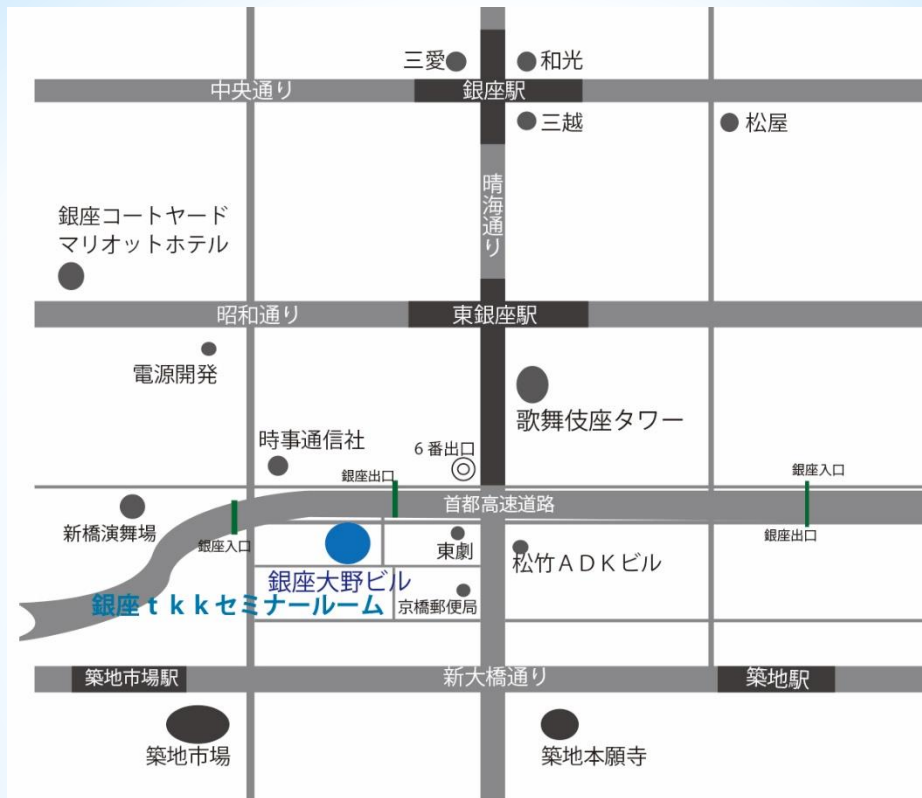 三愛
和光
中央通り
銀座駅
三越
松屋
晴海通り
銀座コートヤード
マリオットホテル
昭和通り
東銀座駅
電源開発
歌舞伎座タワー
時事通信社
6番出口
銀座出口
銀座入口
首都高速道路
新橋演舞場
銀座入口
東劇
銀座出口
松竹ADKビル
銀座大野ビル
銀座tkkセミナールーム
京橋郵便局
築地市場駅
新大橋通り
築地駅
築地市場
築地本願寺